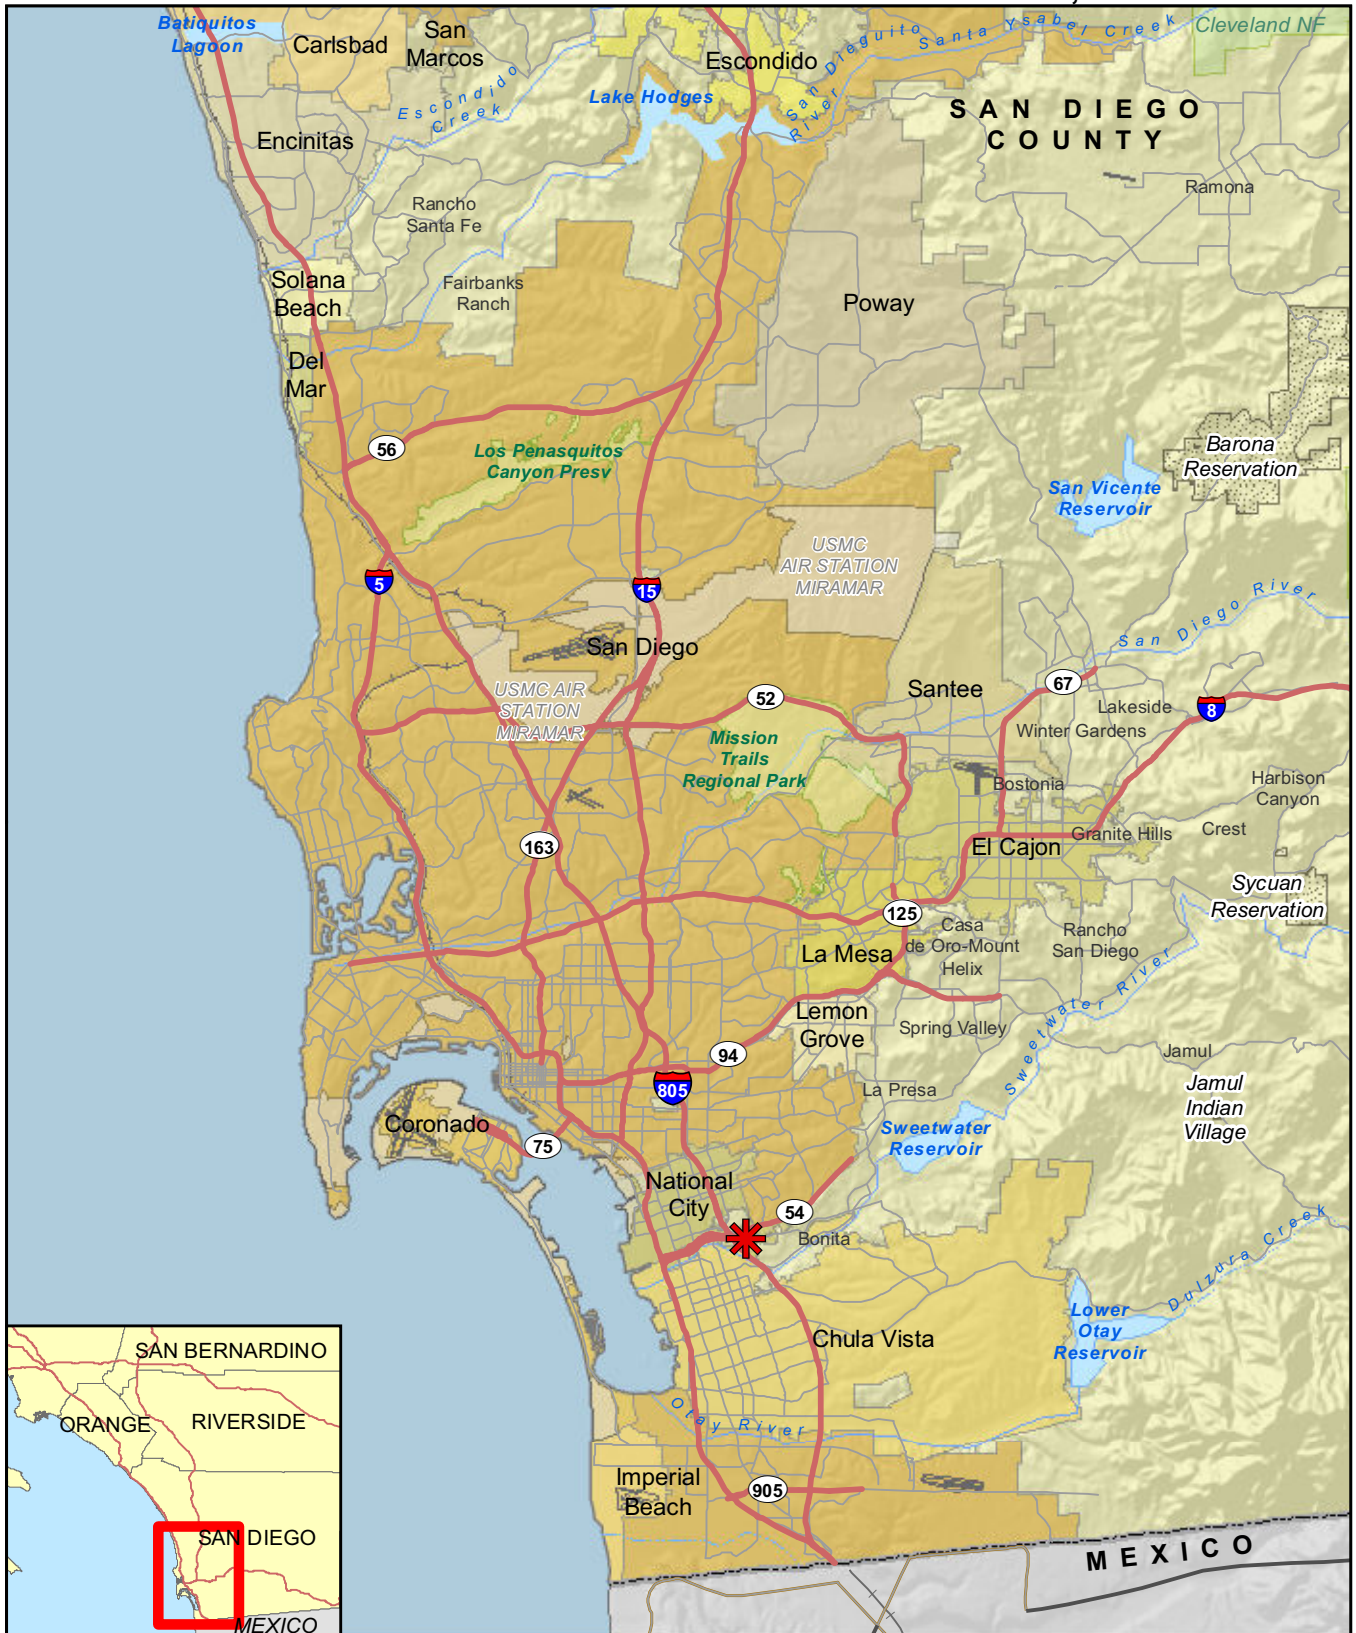 Batiquitos
Lagoon
Carlsbad
San
Marcos
Escondido
San Dieguito
River
Santa Ysabel Creek
Cleveland NF
Lake Hodges
Escondido
Creek
SAN DIEGO
COUNTY
Encinitas
Ramona
Rancho
Santa Fe
Solana
Beach
Fairbanks
Ranch
Poway
Del
Mar
56
Los Penasquitos
Canyon Presv
Barona
Reservation
San Vicente
Reservoir
USMC
AIR STATION
MIRAMAR
5
15
San Diego River
San Diego
USMC AIR
STATION
MIRAMAR
52
Santee
67
Lakeside
8
Winter Gardens
Mission
Trails
Regional Park
Bostonia
Harbison
Canyon
163
El Cajon
Granite Hills
Crest
Sycuan
Reservation
125
Casa
de Oro-Mount
Helix
Rancho
San Diego
La Mesa
Sweetwater River
Lemon
Grove
Spring Valley
94
Jamul
805
La Presa
Jamul
Indian
Village
Coronado
75
Sweetwater
Reservoir
National
City
54
Bonita
Dulzura Creek
Lower
Otay
Reservoir
Chula Vista
Otay River
Imperial
Beach
905
MEXICO
SAN BERNARDINO
ORANGE
RIVERSIDE
SAN DIEGO
MEXICO